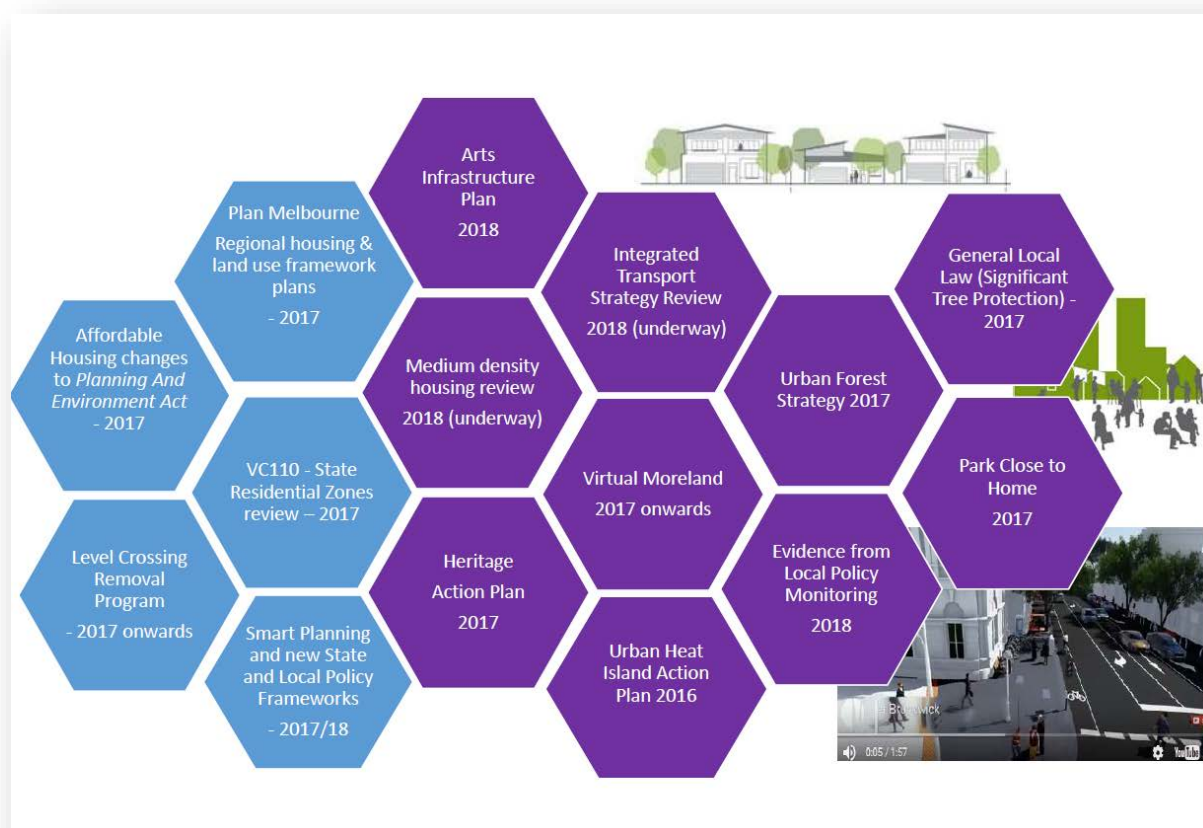 Arts
Infrastructure
Plan
2018
Plan Melbourne
Regional housing &
land use framework
plans
- 2017
Integrated
Transport
Strategy Review
2018 (underway)
General Local
Law (Significant
Tree Protection) -
2017
Affordable
Housing changes
to Planning And
Environment Act
- 2017
Medium density
housing review
2018 (underway)
Urban Forest
Strategy 2017
VC110 - State
Residential Zones
review – 2017
Virtual Moreland
2017 onwards
Park Close to
Home
2017
Level Crossing
Removal
Program
- 2017 onwards
Heritage
Action Plan
2017
Evidence from
Local Policy
Monitoring
2018
Smart Planning
and new State
and Local Policy
Frameworks
- 2017/18
Urban Heat
Island Action
Plan 2016
0:05 / 1:57
YouTube